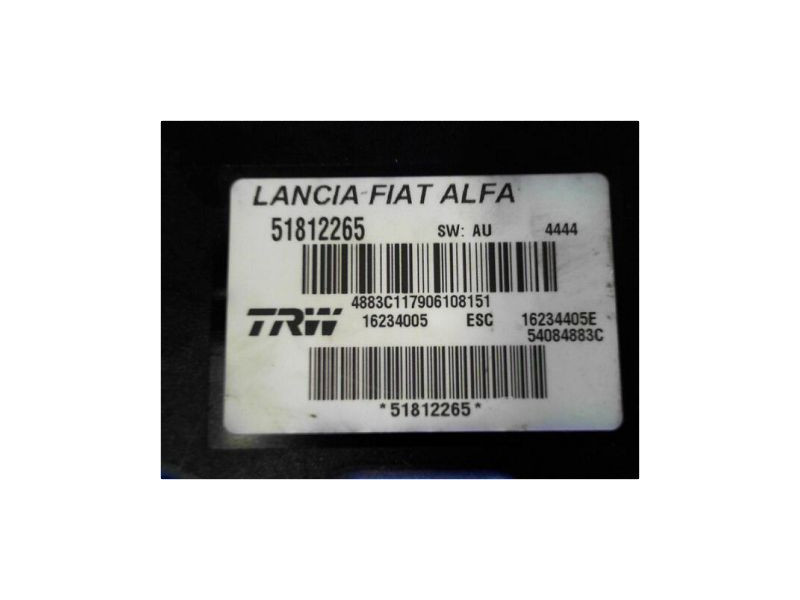 LANCIA-FIAT ALFA
51812265 SW: AU 4444
4883C117906108151
TRW 16234005 ESC 16234405E
54084883C
*51812265*